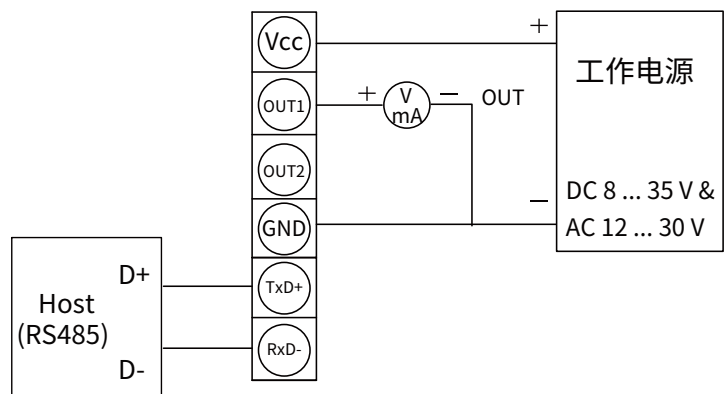 Vcc
+
工作电源
OUT1
+
V
mA
—
OUT
OUT2
—
DC 8 ... 35 V &
AC 12 ... 30 V
GND
D+
TxD+
Host
(RS485)
RxD-
D-